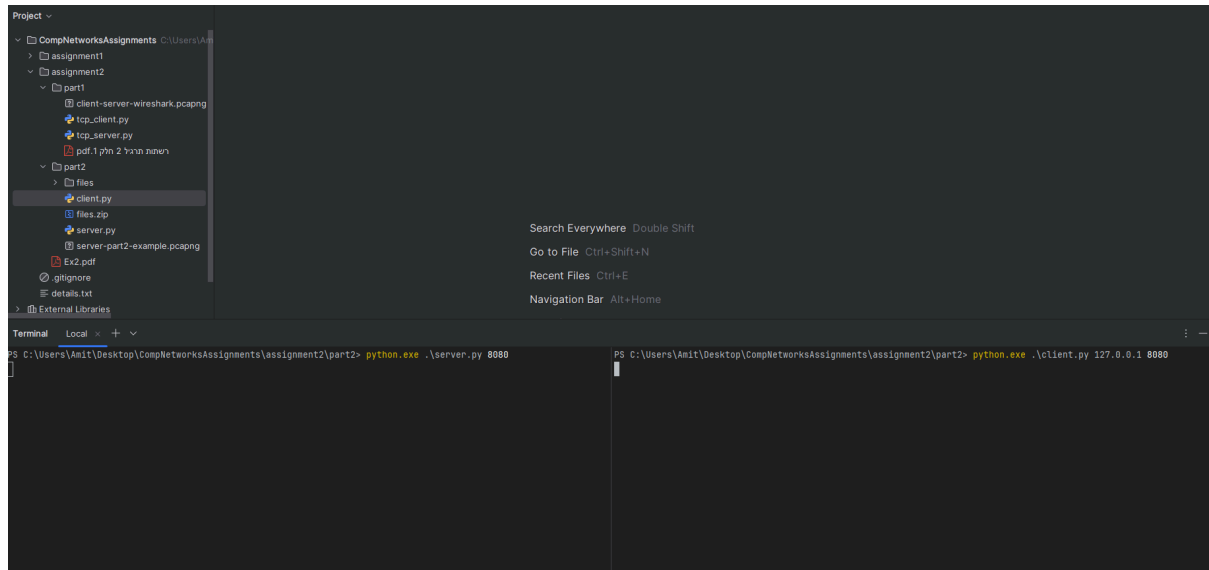 Project
CompNetworksAssignments C:\Users\Am
assignment1
assignment2
part1
client-server-wireshark.pcapng
tcp_client.py
tcp_server.py
רשתות תרגיל 2 חלק 1.pdf
part2
files
client.py
files.zip
server.py
server-part2-example.pcapng
Ex2.pdf
.gitignore
details.txt
External Libraries
Search Everywhere Double Shift
Go to File Ctrl+Shift+N
Recent Files Ctrl+E
Navigation Bar Alt+Home
Terminal Local
PS C:\Users\Amit\Desktop\CompNetworksAssignments\assignment2\part2> python.exe .\server.py 8080
PS C:\Users\Amit\Desktop\CompNetworksAssignments\assignment2\part2> python.exe .\client.py 127.0.0.1 8080